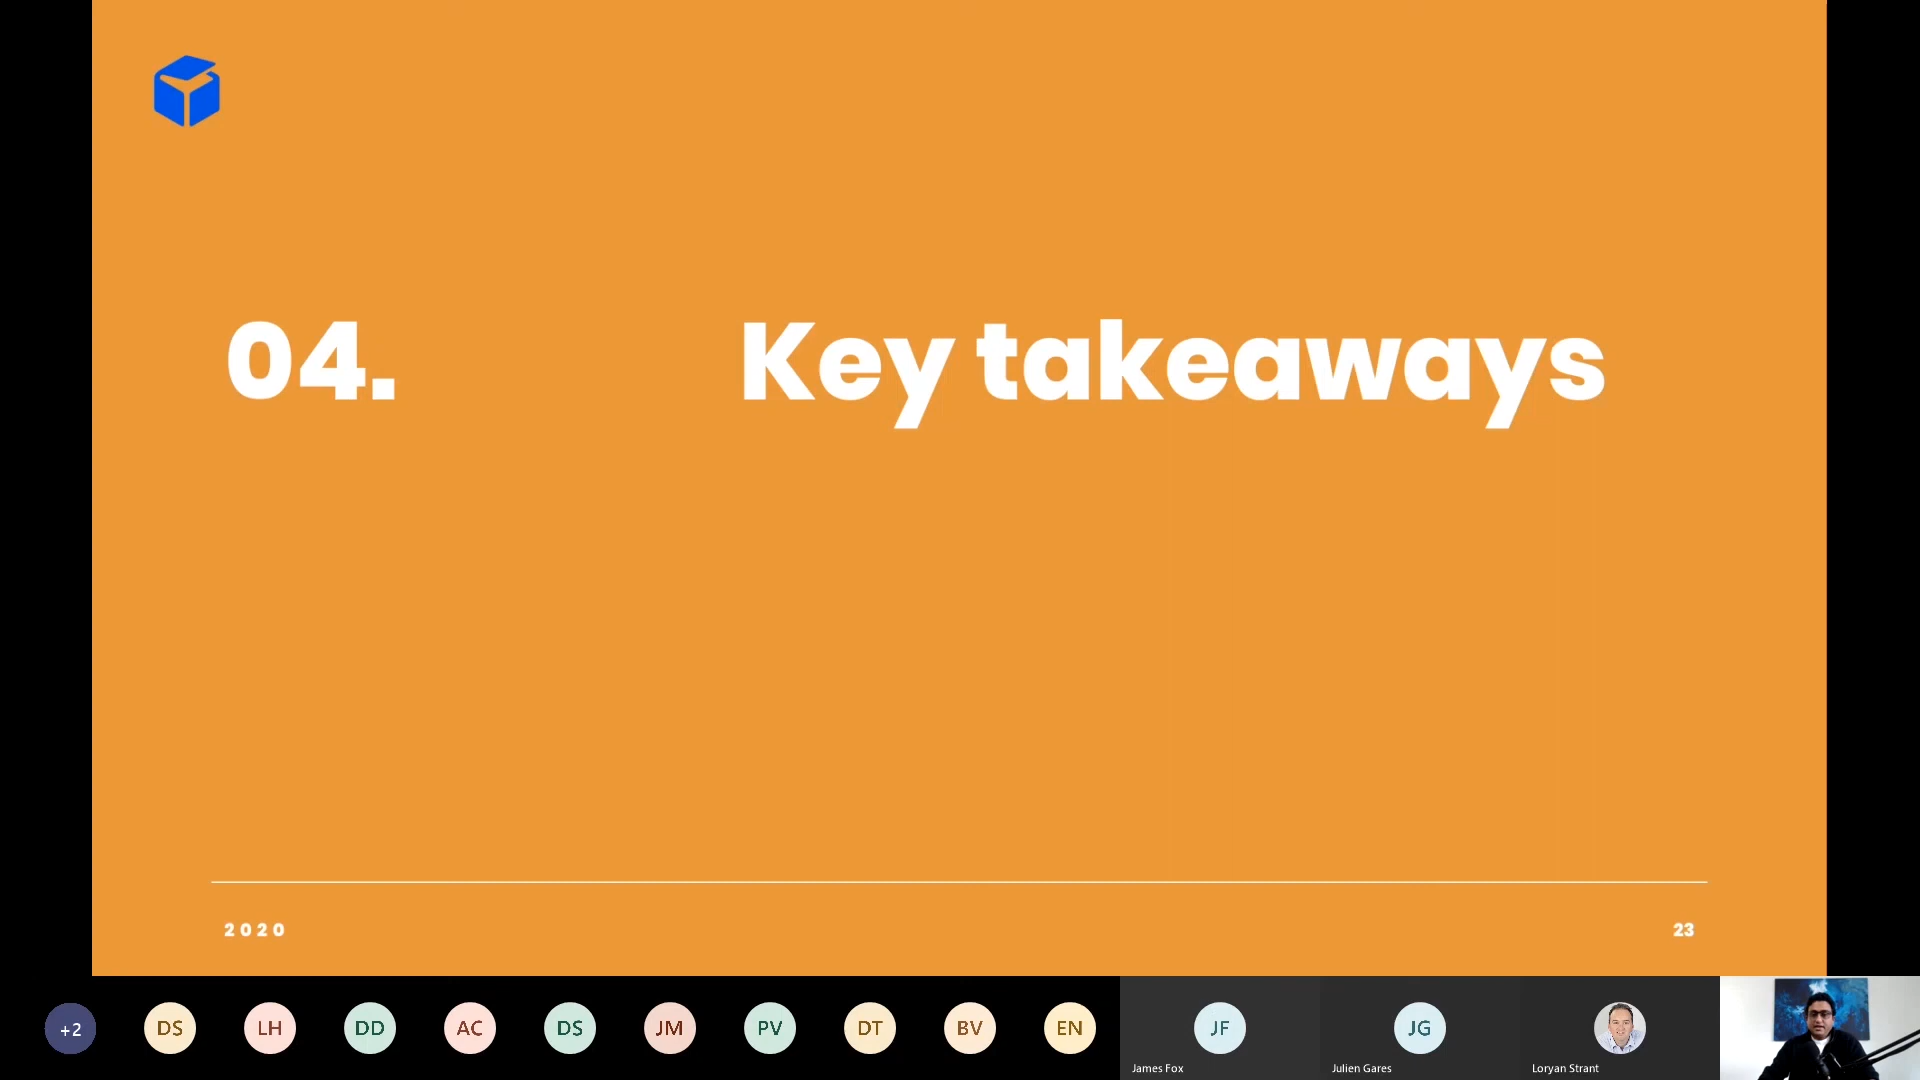 04.
Key takeaways
2020
23
+2
DS
LH
DD
AC
DS
JM
PV
DT
BV
EN
JF
JG
James Fox
Julien Gares
Loryan Strant